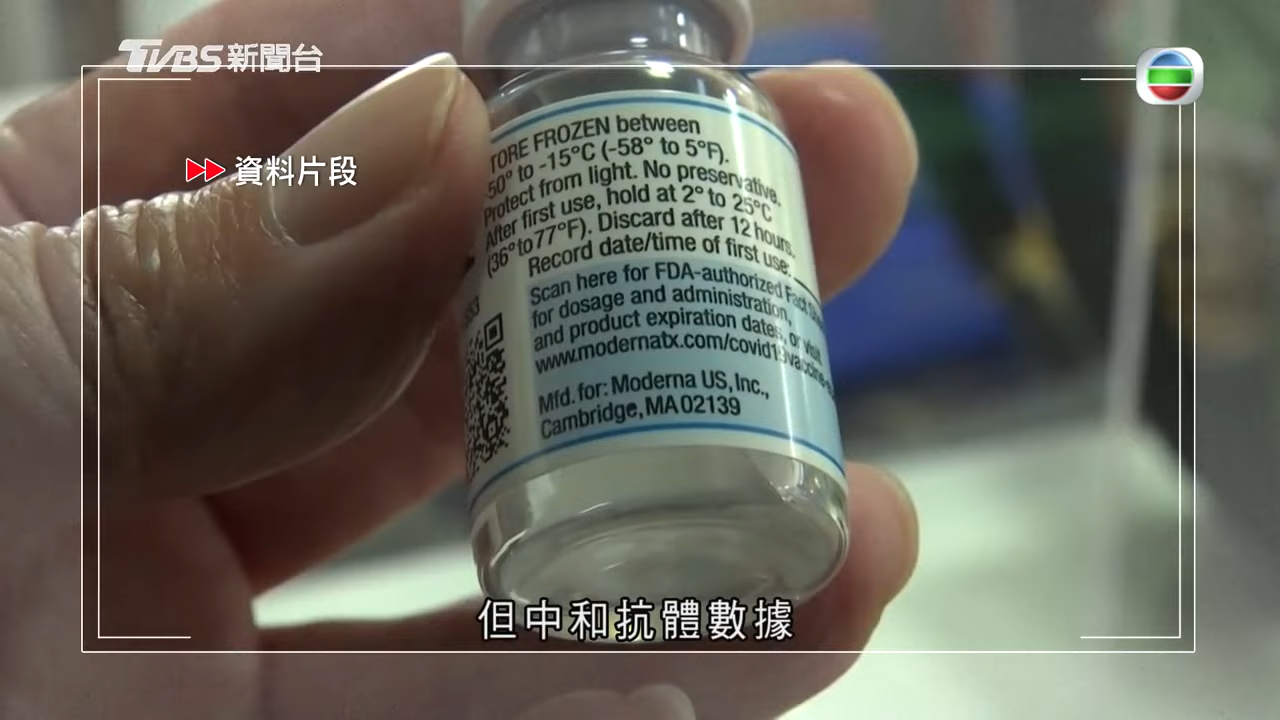 TVBS新聞台
資料片段
TORE FROZEN between
50° to -15°C (-58° to 5°F).
Protect from light. No preservative.
After first use, hold at 2° to 25°C
(36° to 77°F). Discard after 12 hours.
Record date/time of first use:
Scan here for FDA-authorized Fact
for dosage and administration,
and product expiration dates, or visit
www.modernatx.com/covid19vaccine-
Mfd. for: Moderna US, Inc.,
Cambridge, MA 02139
但中和抗體數據